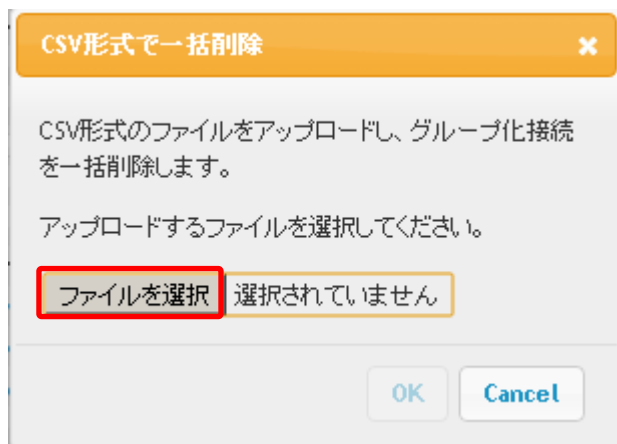 CSV形式で一括削除
CSV形式のファイルをアップロードし、グループ化接続
を一括削除します。
アップロードするファイルを選択してください。
ファイルを選択 選択されていません
OK Cancel